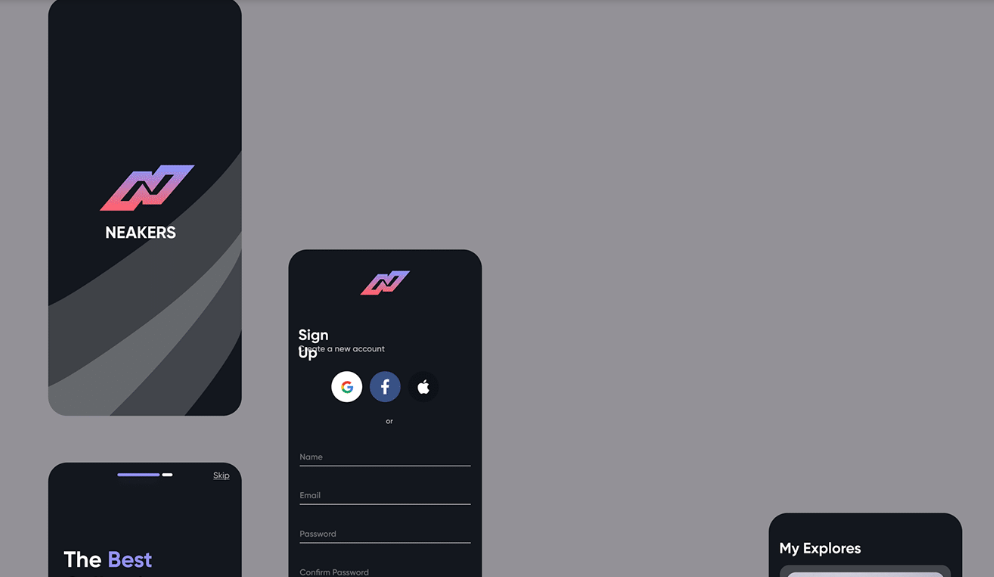 NEAKERS
Skip
The Best
Sign
Up
Create a new account
or
Name
Email
Password
Confirm Password
My Explores